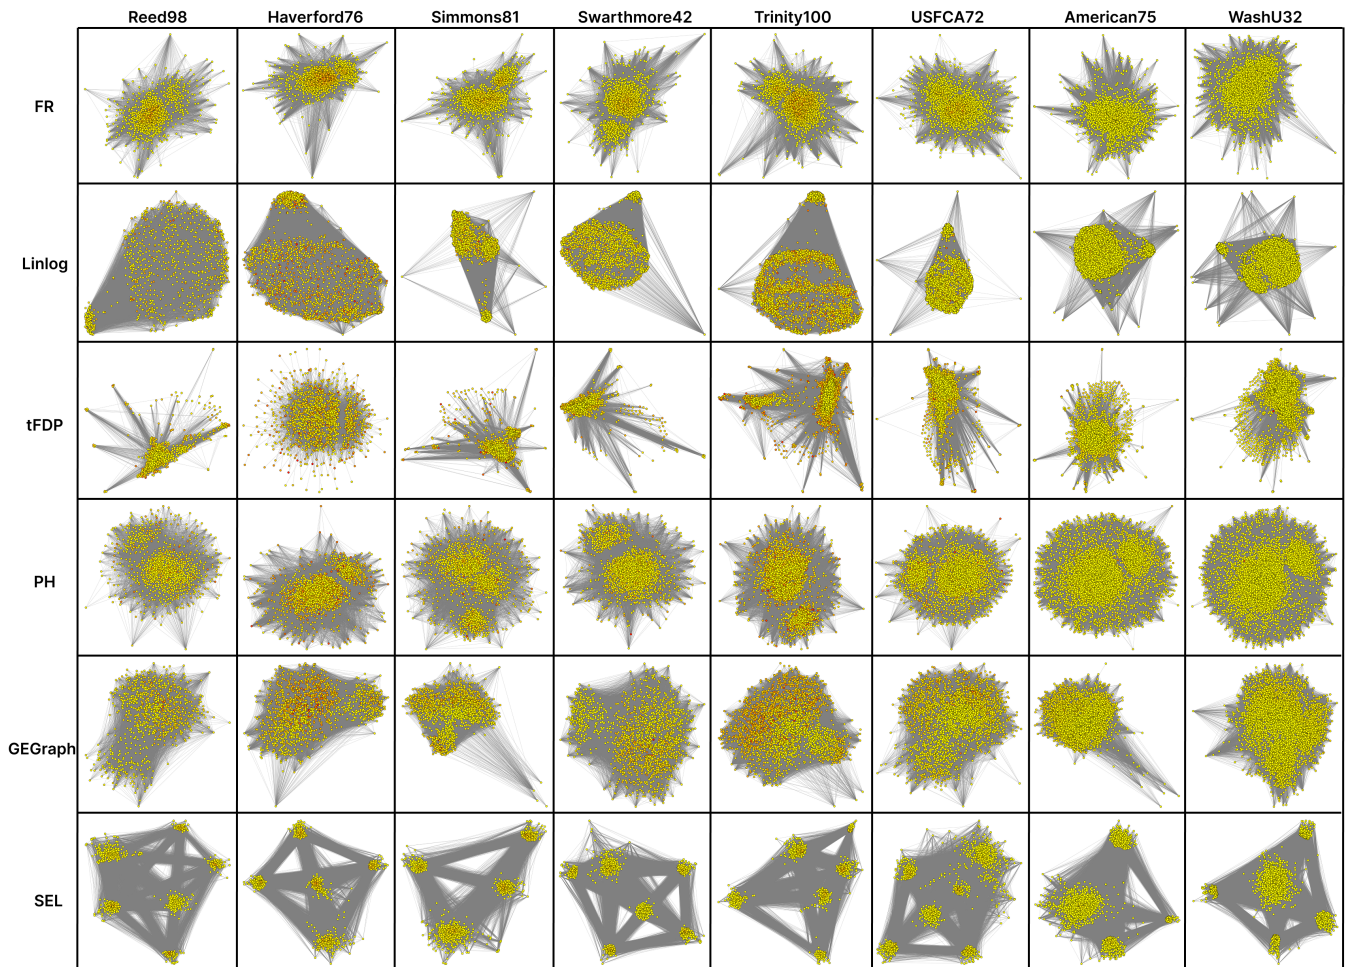 Reed98 Haverford76 Simmons81 Swarthmore42 Trinity100 USFCA72 American75 WashU32
FR
Linlog
tFDP
PH
GEGraph
SEL